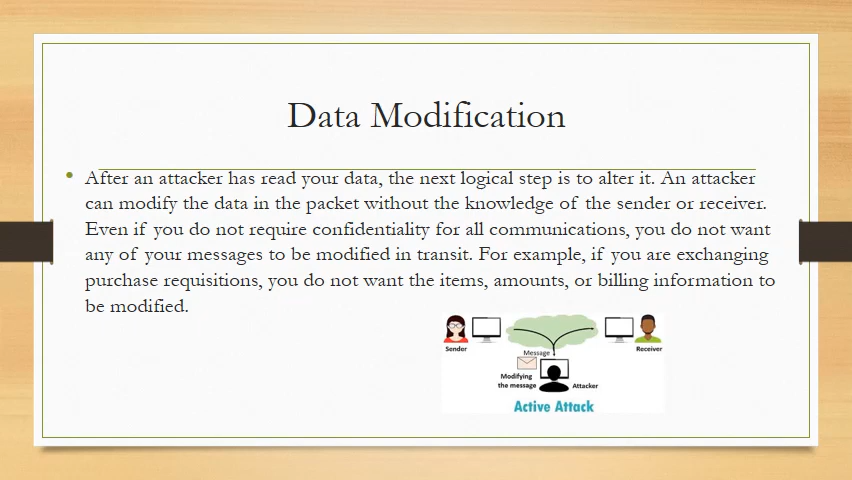 Data Modification
• After an attacker has read your data, the next logical step is to alter it. An attacker
can modify the data in the packet without the knowledge of the sender or receiver.
Even if you do not require confidentiality for all communications, you do not want
any of your messages to be modified in transit. For example, if you are exchanging
purchase requisitions, you do not want the items, amounts, or billing information to
be modified.
Sender
Message
Receiver
Modifying
the message
Attacker
Active Attack